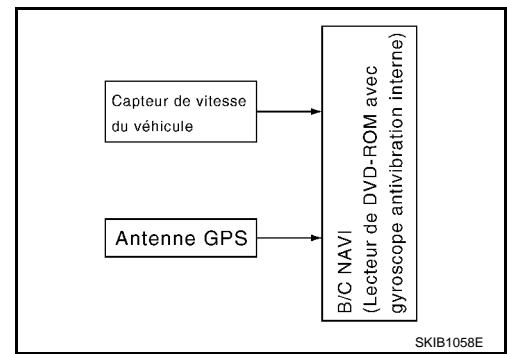 Capteur de vitesse
du véhicule
Antenne GPS
B/C NAVI
(Lecteur de DVD-ROM avec
gyroscope antivibration interne)
SKIB1058E